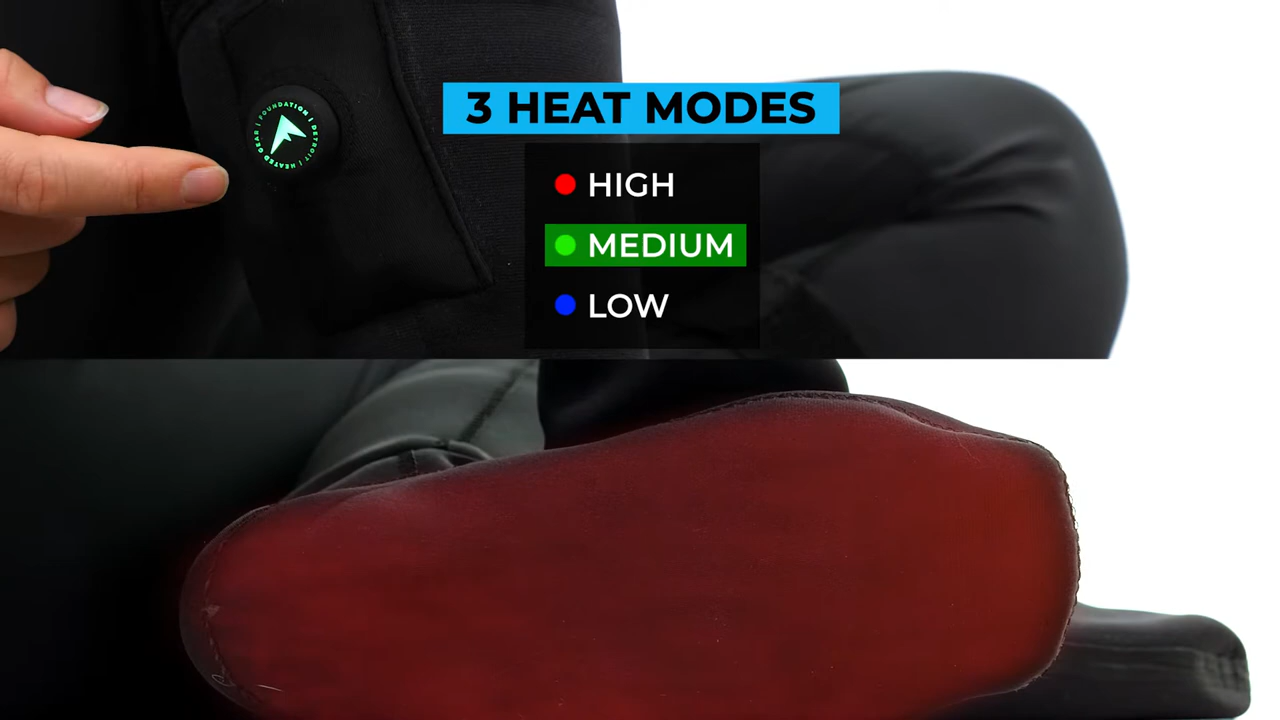 3 HEAT MODES
HIGH
MEDIUM
LOW
FOUNDATION | DETROIT | HEATED GEAR |